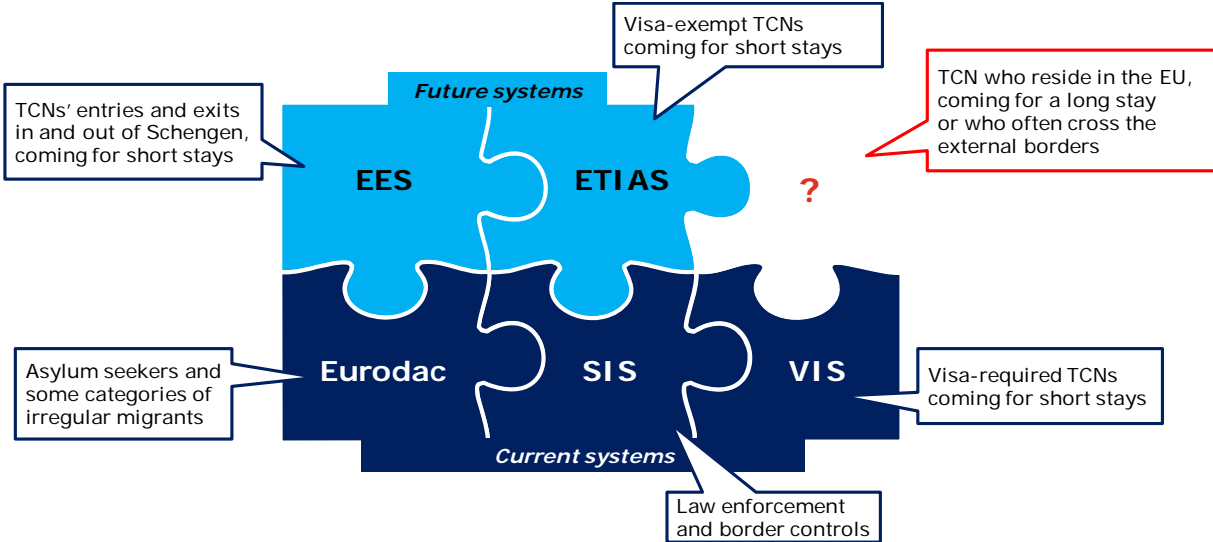 Visa-exempt TCNs
coming for short stays
TCN who reside in the EU,
coming for a long stay
or who often cross the
external borders
Future systems
TCNs’ entries and exits
in and out of Schengen,
coming for short stays
EES
ETIAS
?
Asylum seekers and
some categories of
irregular migrants
Eurodac
SIS
VIS
Visa-required TCNs
coming for short stays
Current systems
Law enforcement
and border controls